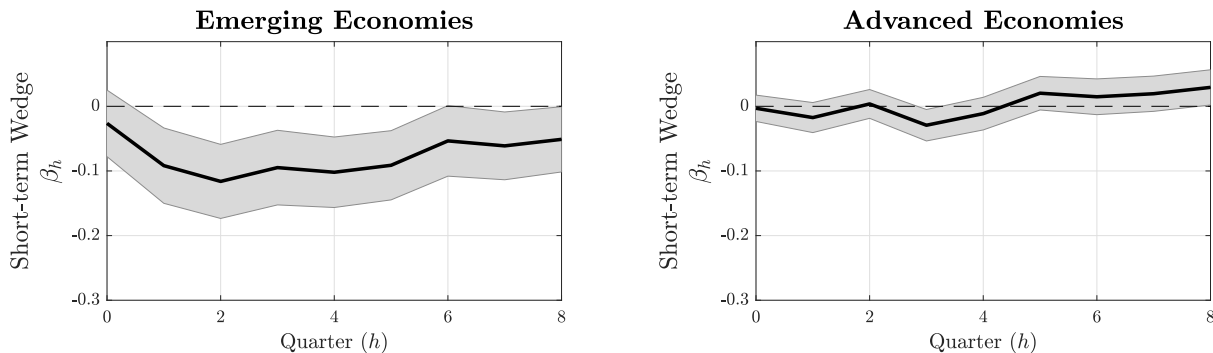 Emerging Economies
Short-term Wedge
β_h
0
-0.1
-0.2
-0.3
0
2
4
6
8
Quarter (h)
Advanced Economies
Short-term Wedge
β_h
0
-0.1
-0.2
-0.3
0
2
4
6
8
Quarter (h)